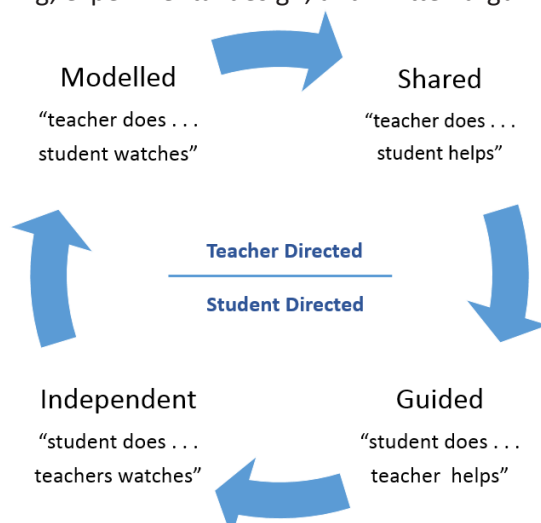 Modelled
“teacher does . . .
student watches”
Shared
“teacher does . . .
student helps”
Teacher Directed
Student Directed
Independent
“student does . . .
teachers watches”
Guided
“student does . . .
teacher helps”